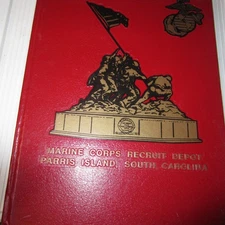 MARINE CORPS RECRUIT DEPOT
PARRIS ISLAND, SOUTH CAROLINA